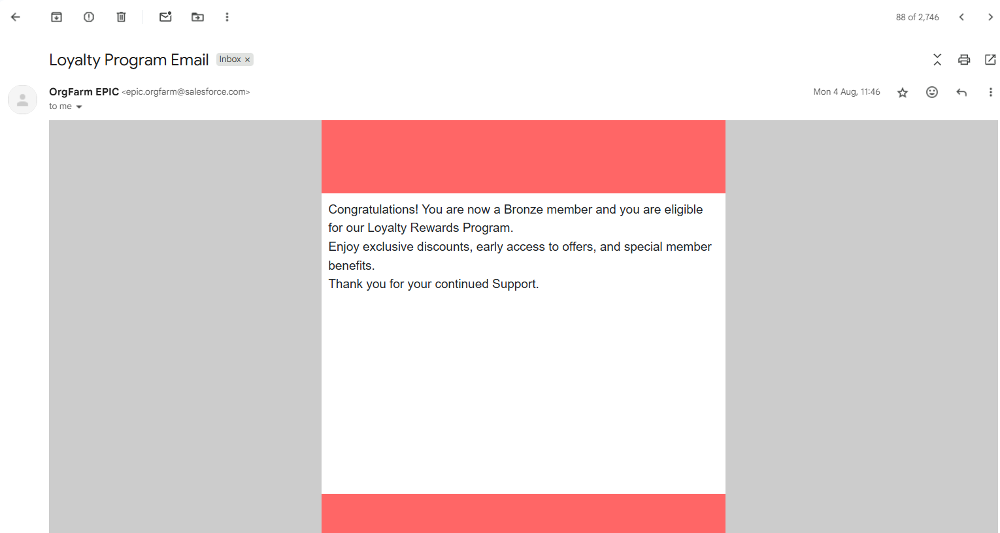 88 of 2,746
Loyalty Program Email
Inbox ×
OrgFarm EPIC <epic.orgfarm@salesforce.com>
Mon 4 Aug, 11:46
to me
Congratulations! You are now a Bronze member and you are eligible
for our Loyalty Rewards Program.
Enjoy exclusive discounts, early access to offers, and special member
benefits.
Thank you for your continued Support.